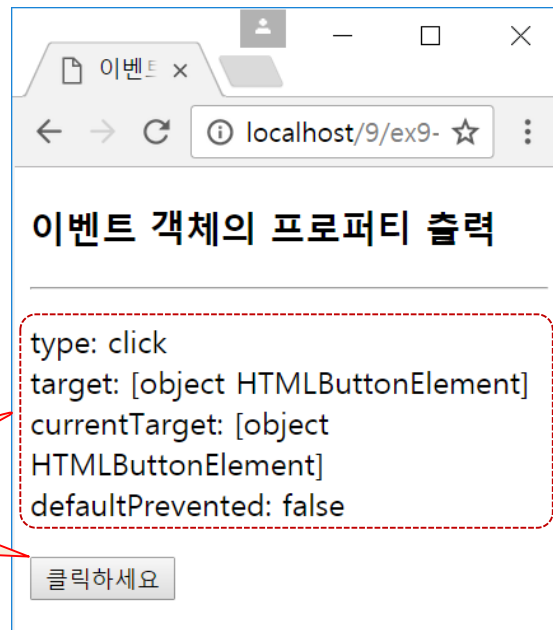 이벤트
localhost/9/ex9-
이벤트 객체의 프로퍼티 출력
type: click
target: [object HTMLButtonElement]
currentTarget: [object
HTMLButtonElement]
defaultPrevented: false
클릭하세요